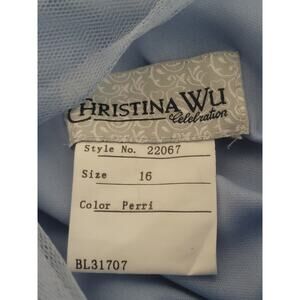 CHRISTINA WU
Celebration
Style No. 22067
Size 16
Color Perri
BL31707